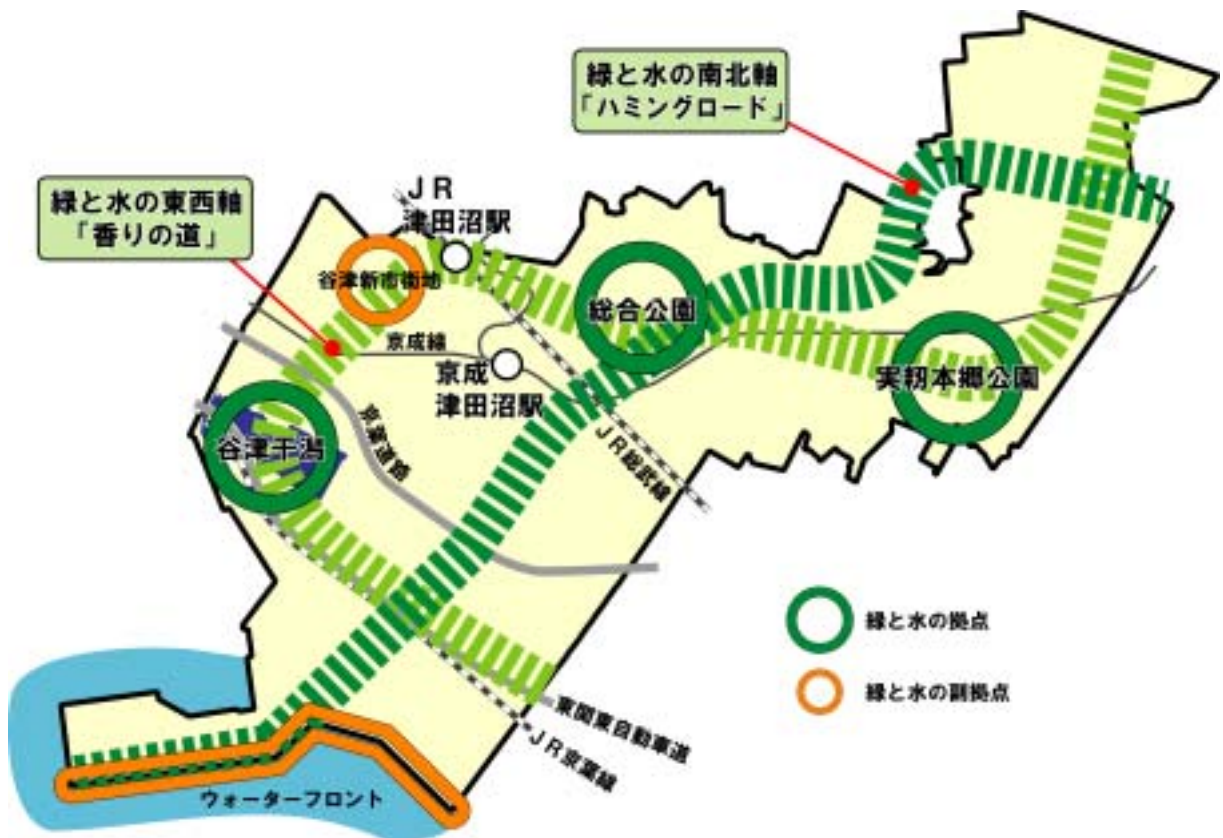 緑と水の南北軸
「ハミングロード」
緑と水の東西軸
「香りの道」
ＪＲ
津田沼駅
谷津新市街地
総合公園
京成線
京成
津田沼駅
実籾本郷公園
谷津干潟
京葉道路
ＪＲ総武線
緑と水の拠点
緑と水の副拠点
東関東自動車道
ＪＲ京葉線
ウォーターフロント